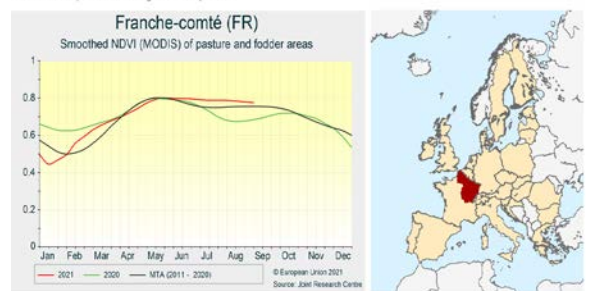 Franche-comté (FR)
Smoothed NDVI (MODIS) of pasture and fodder areas
1
0.8
0.6
0.4
0.2
0
Jan Feb Mar Apr May Jun Jul Aug Sep Oct Nov Dec
2021 2020 MTA (2011 - 2020)
© European Union 2021
Source: Joint Research Centre